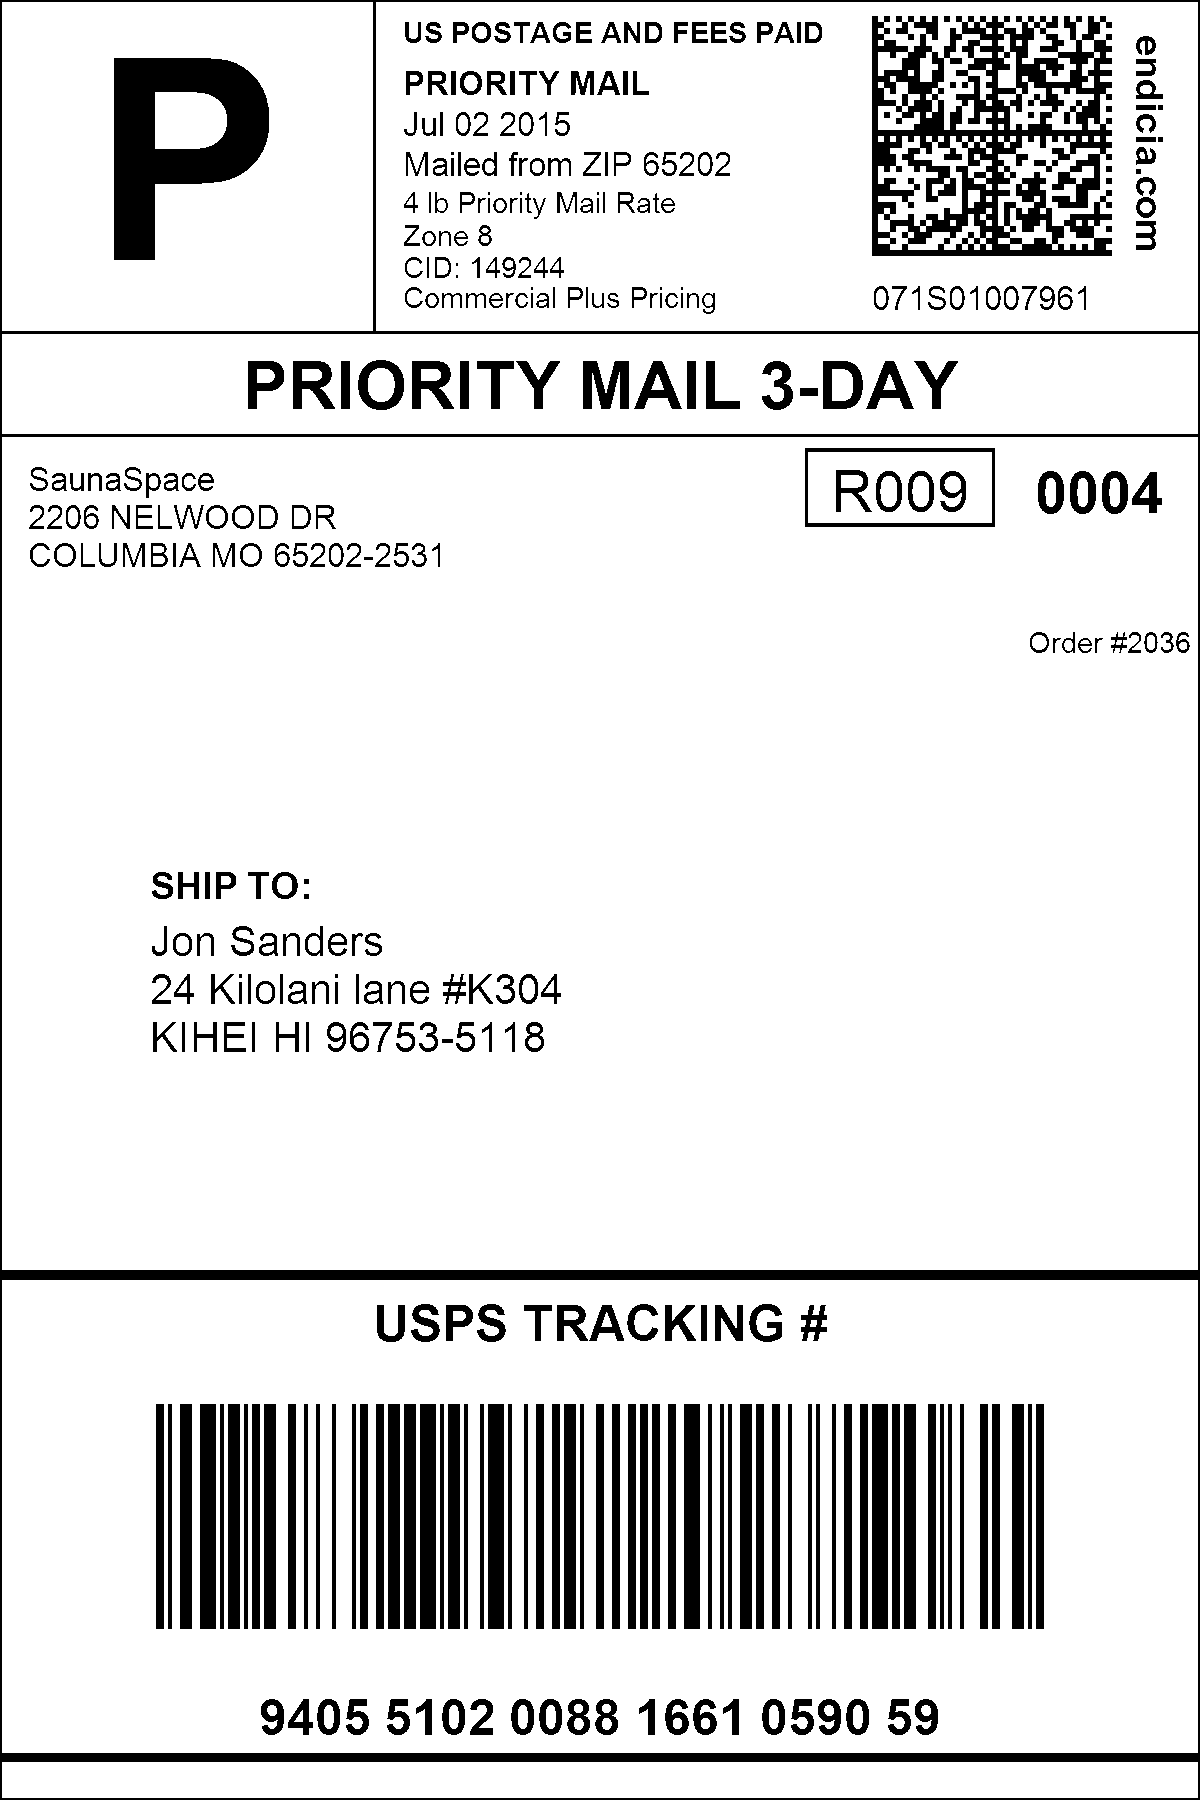 P
US POSTAGE AND FEES PAID
PRIORITY MAIL
Jul 02 2015
Mailed from ZIP 65202
4 lb Priority Mail Rate
Zone 8
CID: 149244
Commercial Plus Pricing
endicia.com
071S01007961
PRIORITY MAIL 3-DAY
SaunaSpace
2206 NELWOOD DR
COLUMBIA MO 65202-2531
R009
0004
Order #2036
SHIP TO:
Jon Sanders
24 Kilolani lane #K304
KIHEI HI 96753-5118
USPS TRACKING #
9405 5102 0088 1661 0590 59